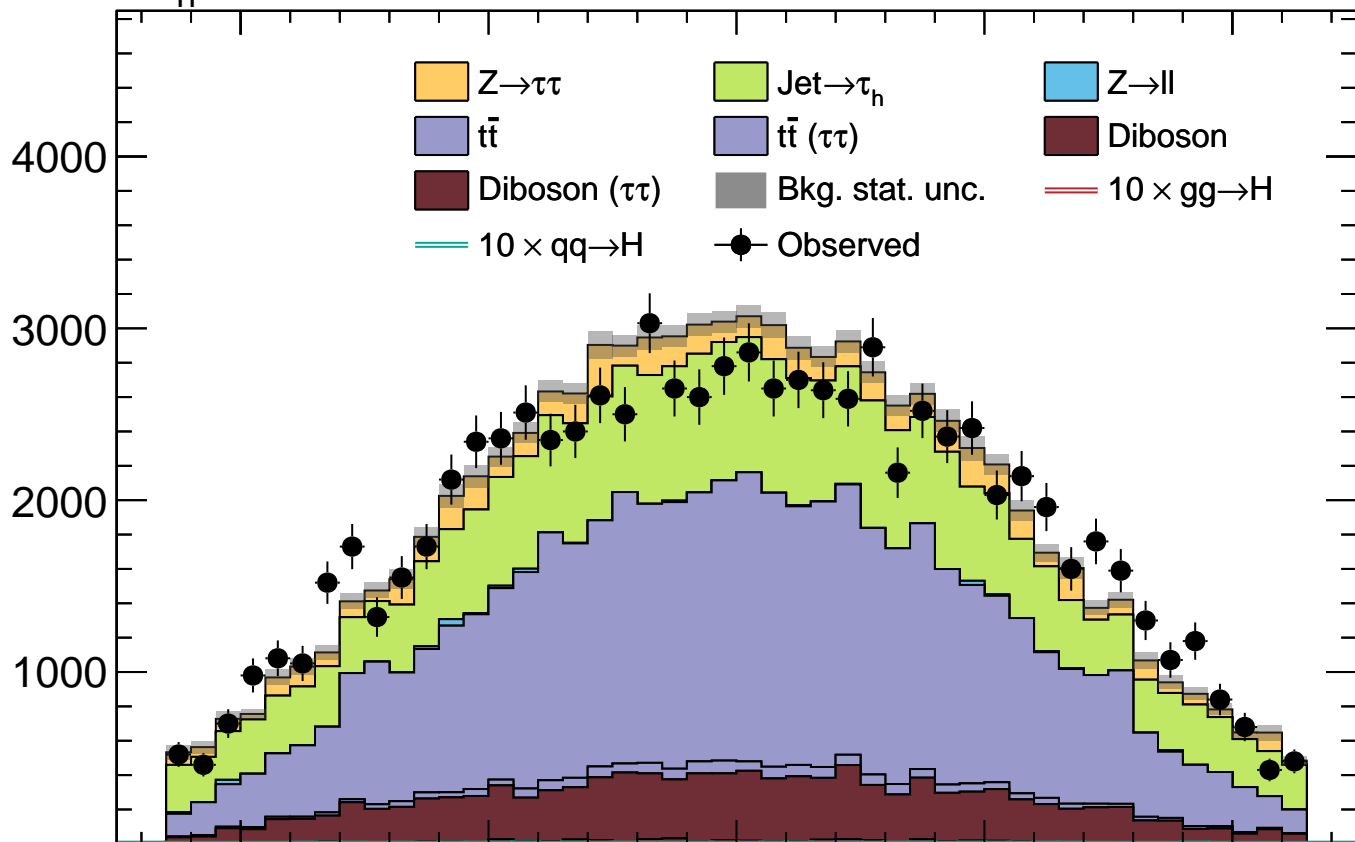 Z→ττ Jet→τh Z→ll
tt̄ tt̄ (ττ) Diboson
Diboson (ττ) Bkg. stat. unc. 10 × gg→H
10 × qq→H Observed
4000
3000
2000
1000